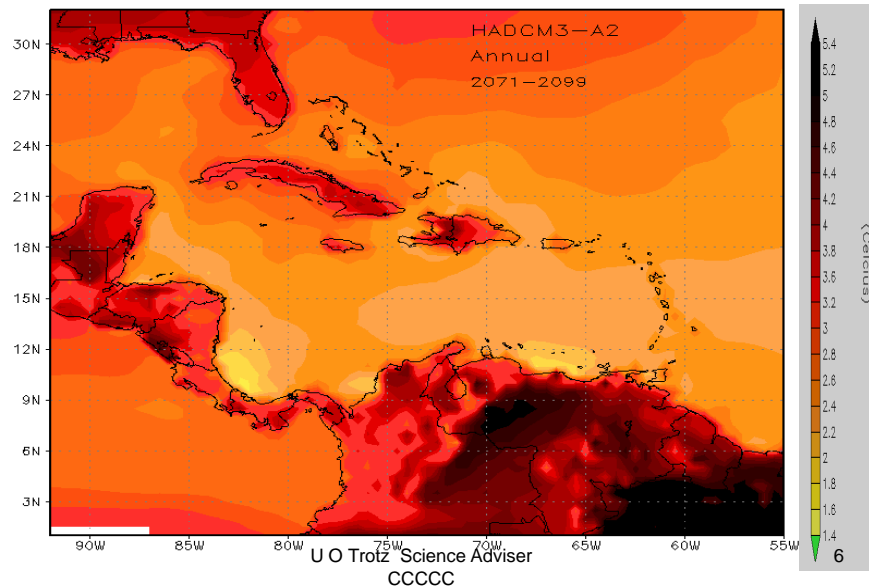 HADCM3-A2
Annual
2071-2099
30N
27N
24N
21N
18N
15N
12N
9N
6N
3N
90W
85W
80W
75W
70W
65W
60W
55W
5.4
5
4.8
4.6
4.4
4.2
4
3.8
3.6
3.4
3.2
3
2.8
2.6
2.4
2.2
2
1.8
1.6
1.4
(Celcius)
U O Trotz Science Adviser
CCCCC
6